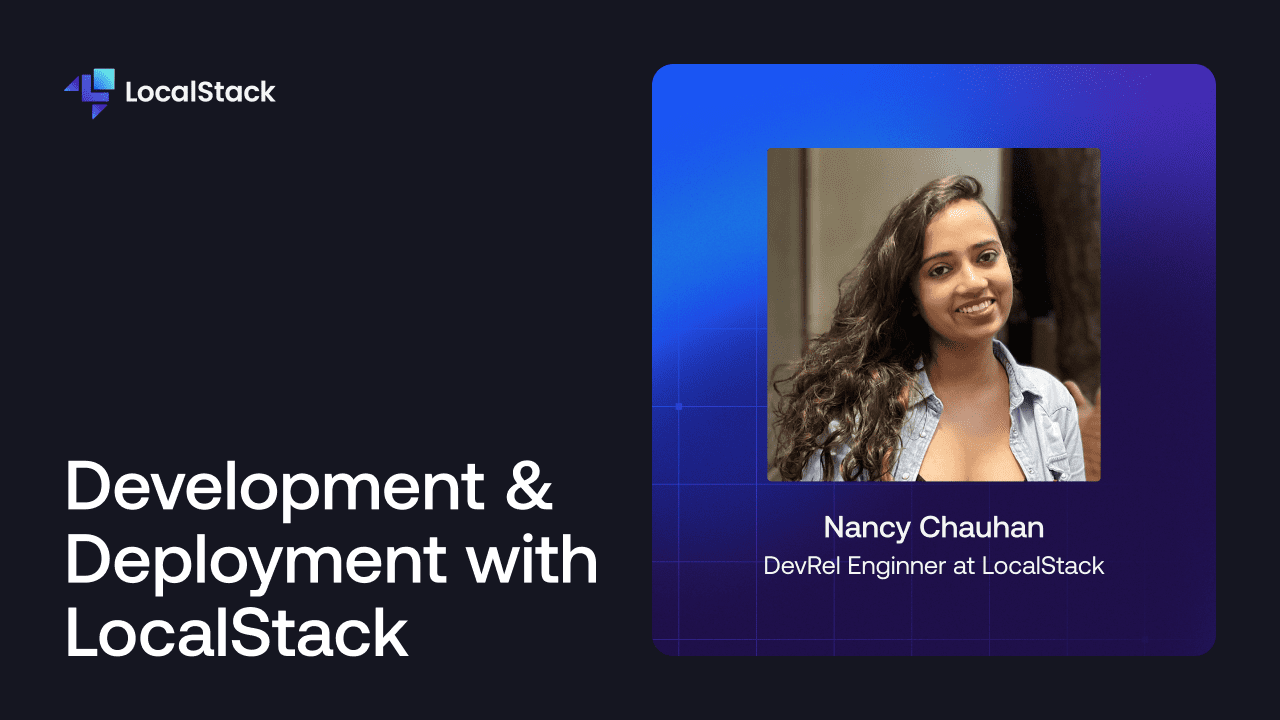 LocalStack
Development &
Deployment with
LocalStack
Nancy Chauhan
DevRel Enginner at LocalStack